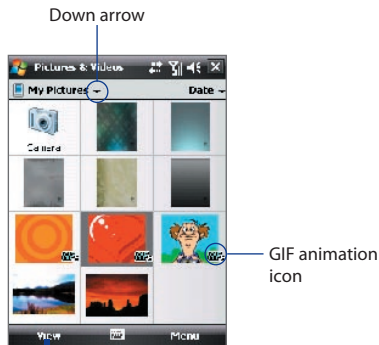 Down arrow
Pictures & Videos
My Pictures
Date
Camera
GIF animation
icon
View
Menu